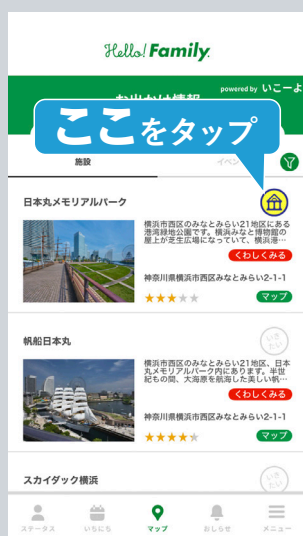 Hello! Family.
powered by いこーよ
お出かけ情報
ここをタップ
施設
イベント
日本丸メモリアルパーク
横浜市西区のみなとみらい21地区にある
港湾緑地公園です。横浜みなと博物館の
屋上が芝生広場になっていて、横浜港…
くわしくみる
神奈川県横浜市西区みなとみらい2-1-1
マップ
帆船日本丸
いき
たい
横浜市西区のみなとみらい21地区、日本
丸メモリアルパーク内にあります。半世
紀もの間、大海原を航海した美しい帆…
くわしくみる
神奈川県横浜市西区みなとみらい2-1-1
マップ
スカイダック横浜
いき
たい
ステータス
いちにち
マップ
おしらせ
メニュー